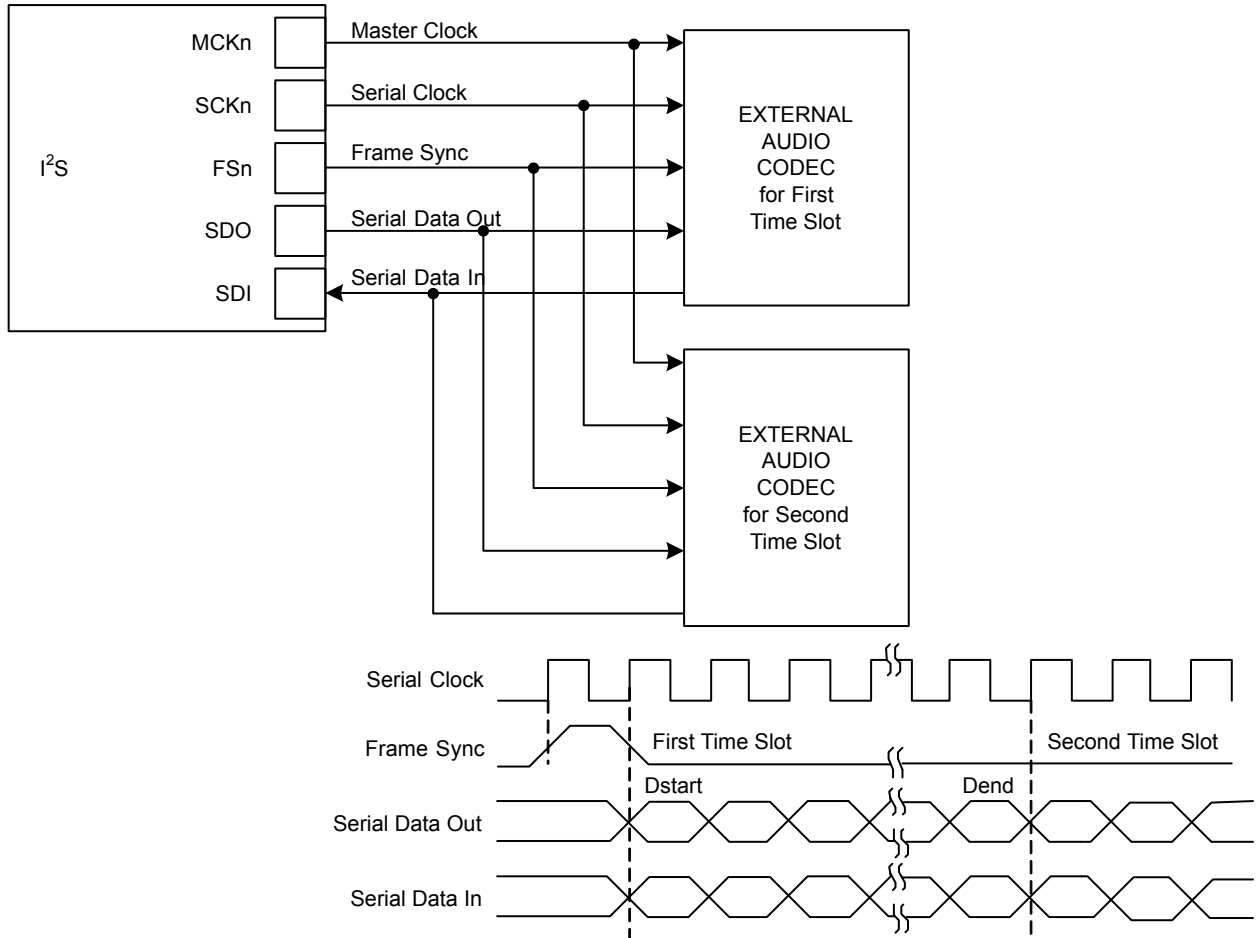 MCKn
Master Clock
SCKn
Serial Clock
I²S
FSn
Frame Sync
SDO
Serial Data Out
SDI
Serial Data In
EXTERNAL
AUDIO
CODEC
for First
Time Slot
EXTERNAL
AUDIO
CODEC
for Second
Time Slot
Serial Clock
Frame Sync
First Time Slot
Second Time Slot
Dstart
Dend
Serial Data Out
Serial Data In